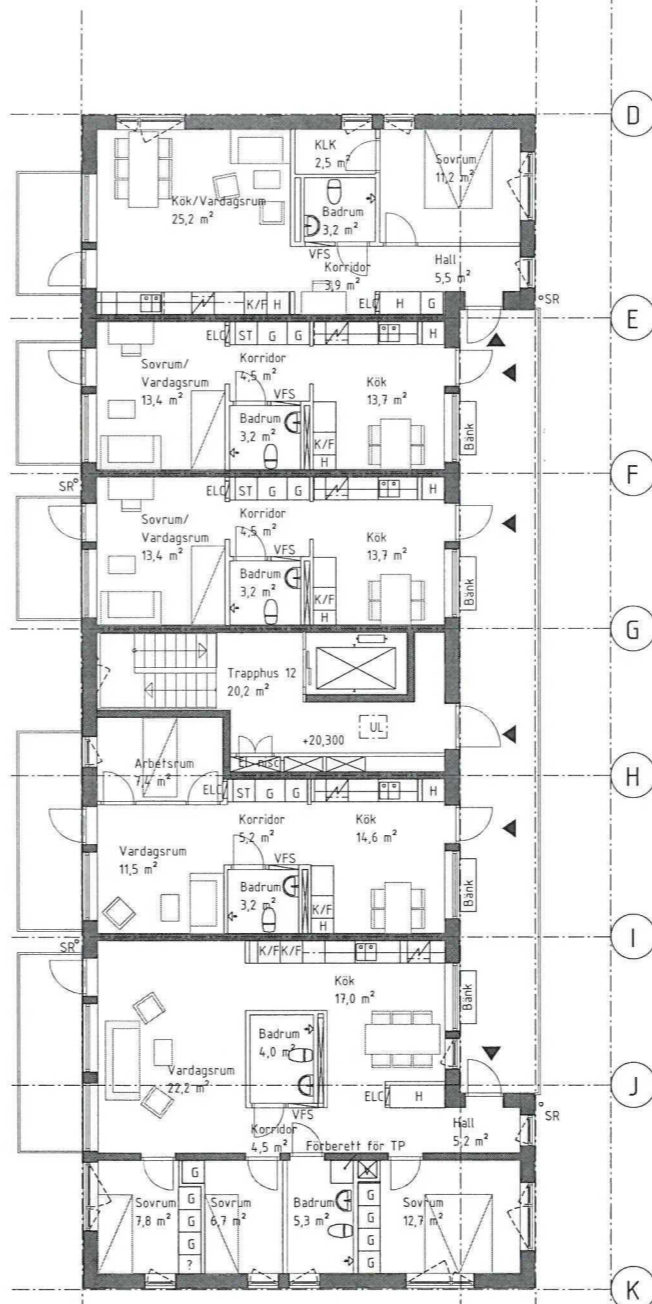 D
KLK
2,5 m²
Sovrum
11,2 m²
Kök/Vardagsrum
25,2 m²
Badrum
3,2 m²
VFS
Hall
5,5 m²
Korridor
3,9 m²
K/F H
ELC H G
SR
E
ELC ST G G
H
Korridor
4,5 m²
Sovrum/
Vardagsrum
13,4 m²
Kök
13,7 m²
VFS
Badrum
3,2 m²
K/F
H
Bänk
F
SR
ELC ST G G
H
Korridor
4,5 m²
Sovrum/
Vardagsrum
13,4 m²
Kök
13,7 m²
VFS
Badrum
3,2 m²
K/F
H
Bänk
G
Trapphus 12
20,2 m²
UL
+20,300
Arbetsrum
7,4 m²
H
ELC ST G G
H
Korridor
5,2 m²
Kök
14,6 m²
Vardagsrum
11,5 m²
VFS
Badrum
3,2 m²
K/F
H
Bänk
I
SR
K/F K/F
Kök
17,0 m²
Bänk
Badrum
4,0 m²
Vardagsrum
22,2 m²
J
ELC H
VFS
SR
Korridor
4,5 m²
Hall
5,2 m²
Förberett för TP
G
Sovrum
7,8 m²
G
G
G
?
Sovrum
6,7 m²
Badrum
5,3 m²
G
G
G
G
Sovrum
12,7 m²
K